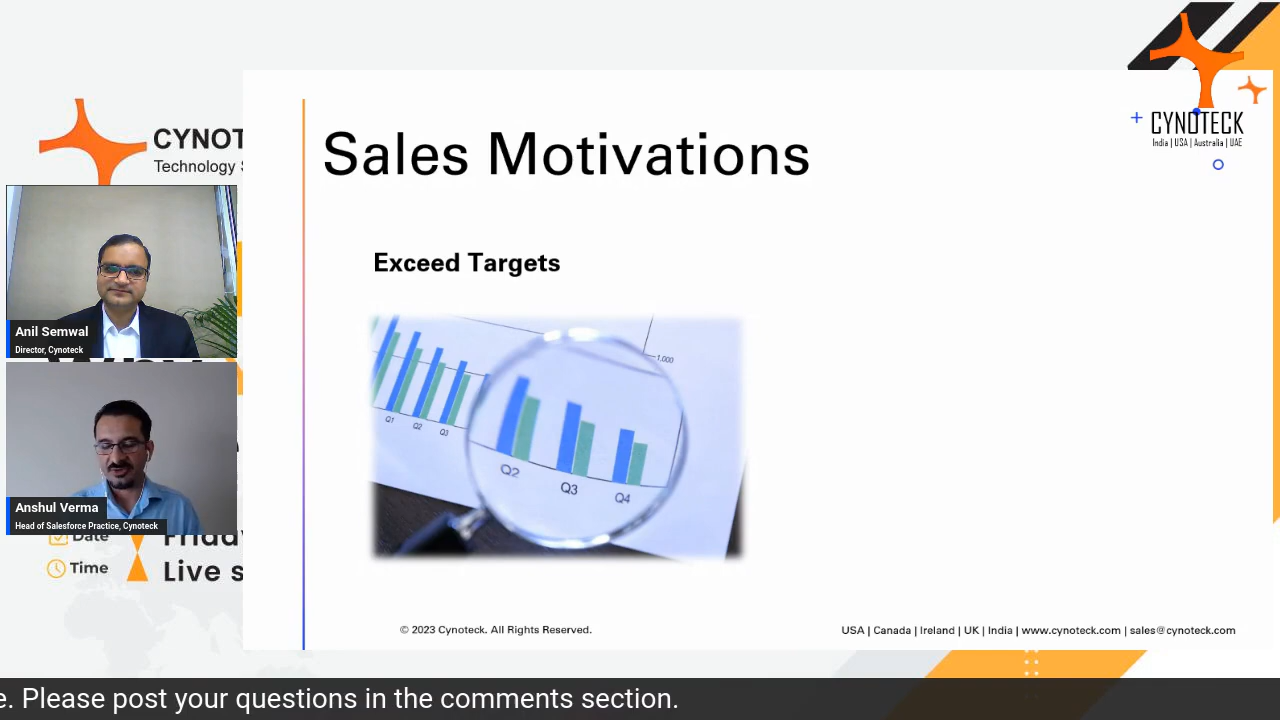 CYNOT
Technology S
Sales Motivations
CYNOTECK
India | USA | Australia | UAE
Exceed Targets
1,000
Q1
Q2
Q3
Q2
Q3
Q4
Anil Semwal
Director, Cynoteck
Anshul Verma
Head of Salesforce Practice, Cynoteck
Date
Friday
Time
Live s
© 2023 Cynoteck. All Rights Reserved.
USA | Canada | Ireland | UK | India | www.cynoteck.com | sales@cynoteck.com
e. Please post your questions in the comments section.